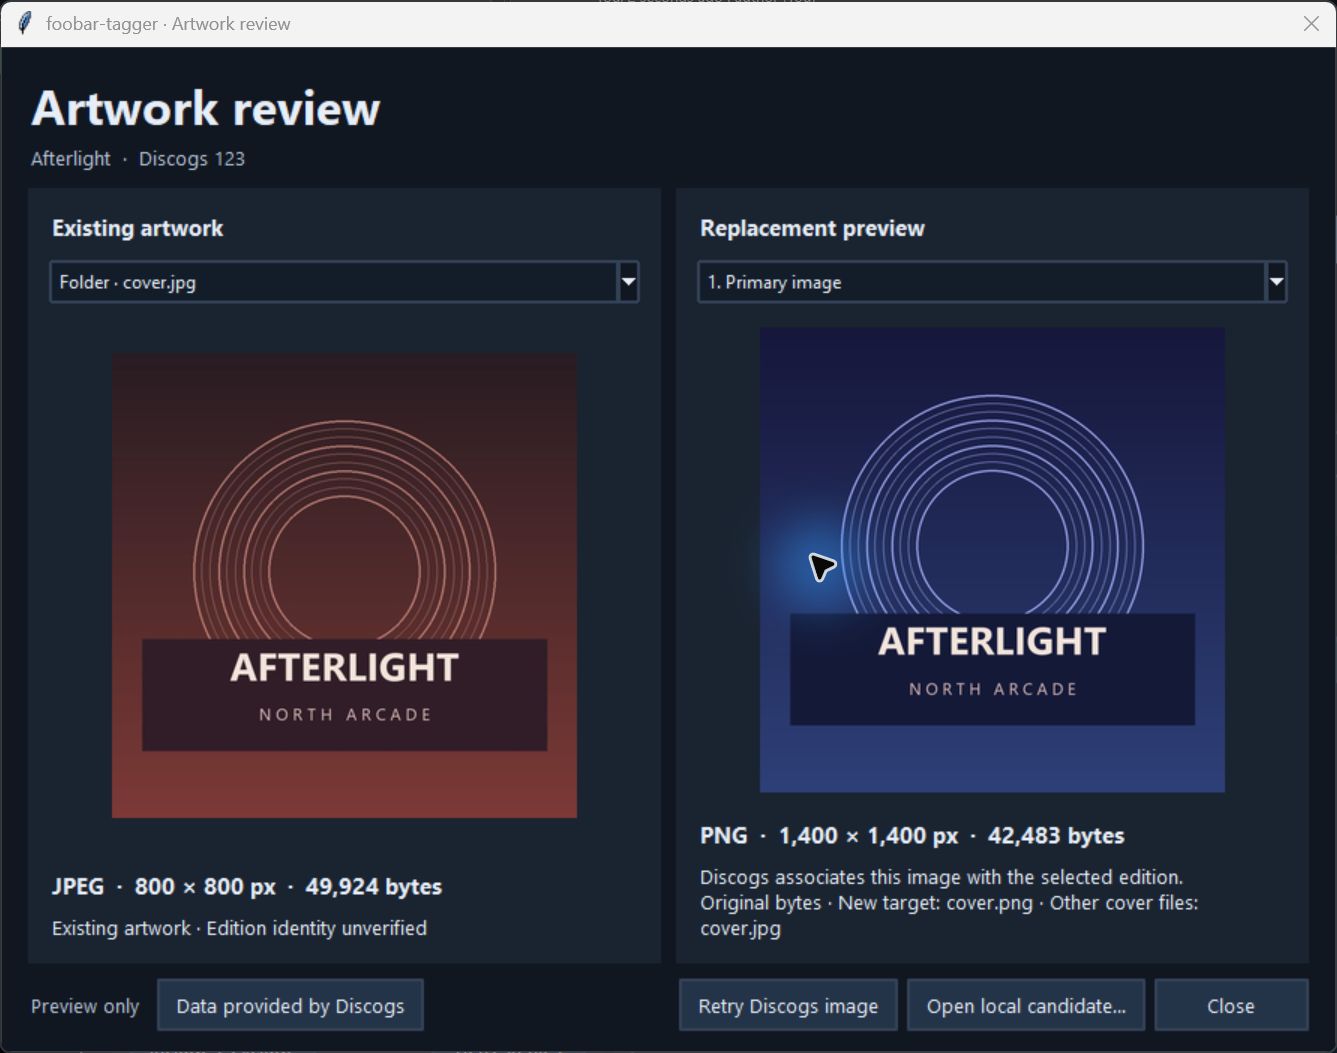 foobar-tagger · Artwork review
Artwork review
Afterlight · Discogs 123
Existing artwork
Folder · cover.jpg
AFTERLIGHT
NORTH ARCADE
JPEG · 800 × 800 px · 49,924 bytes
Existing artwork · Edition identity unverified
Replacement preview
1. Primary image
AFTERLIGHT
NORTH ARCADE
PNG · 1,400 × 1,400 px · 42,483 bytes
Discogs associates this image with the selected edition.
Original bytes · New target: cover.png · Other cover files:
cover.jpg
Preview only
Data provided by Discogs
Retry Discogs image
Open local candidate...
Close